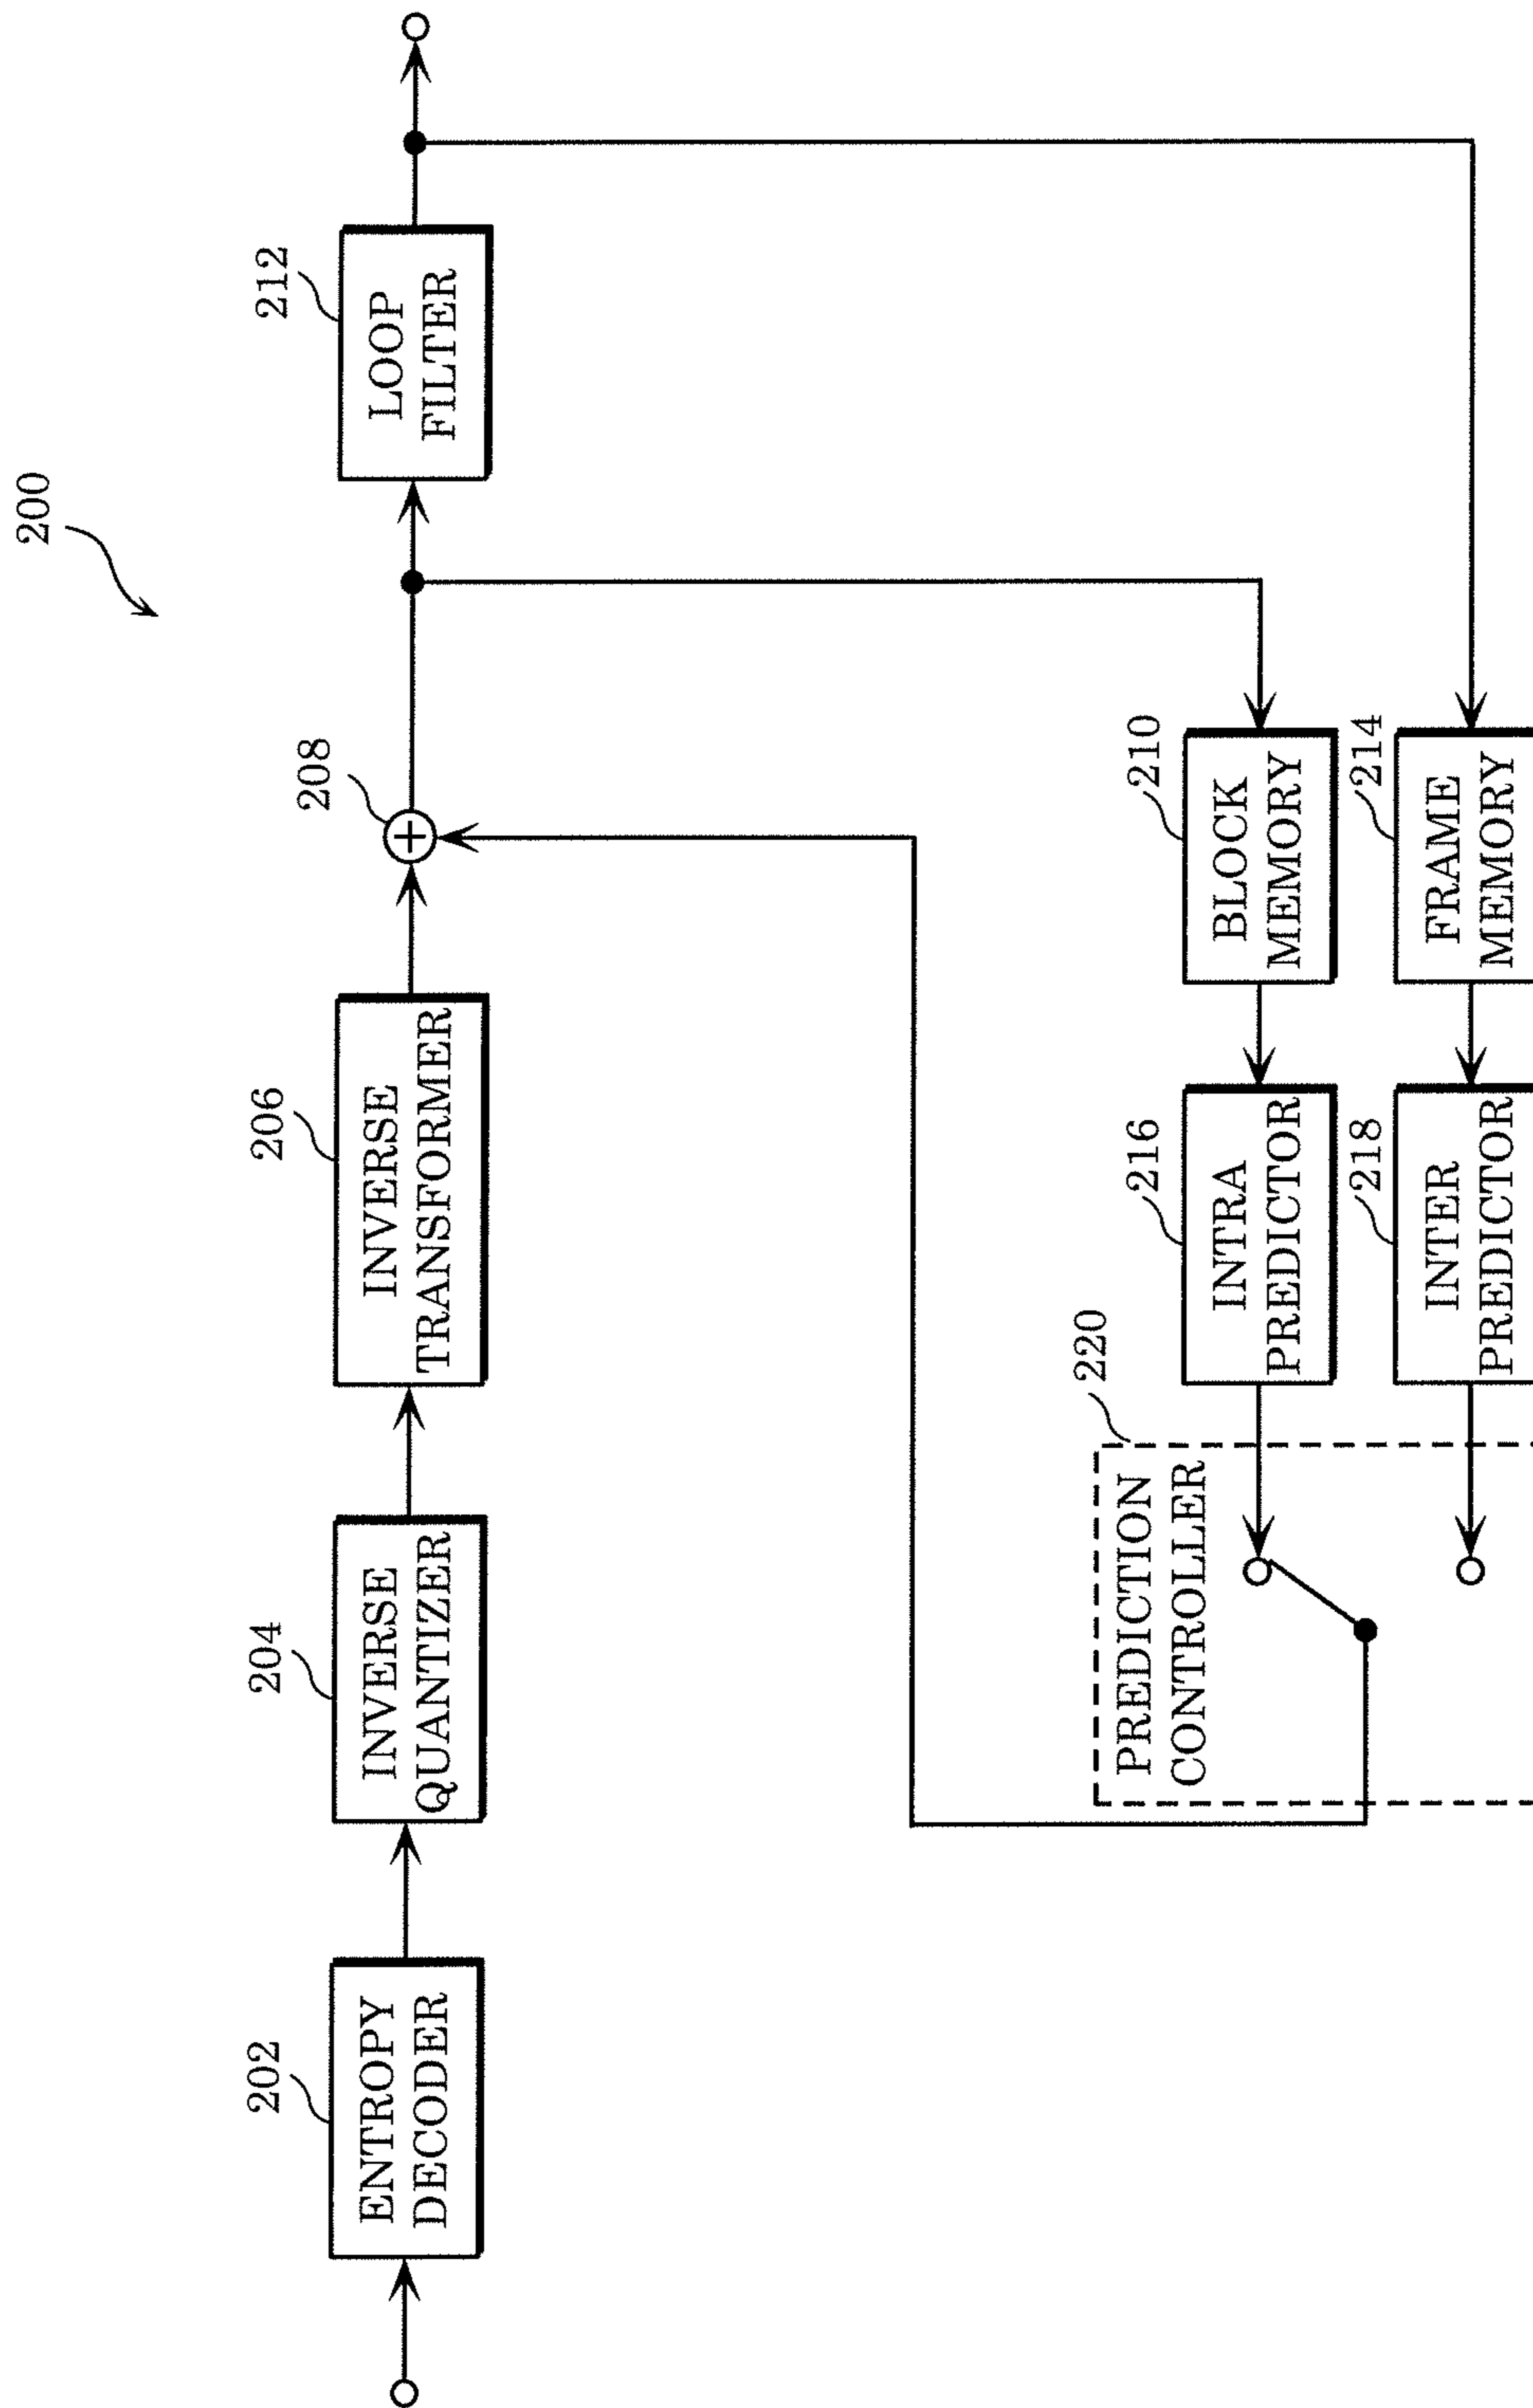 200
202
ENTROPY
DECODER
204
INVERSE
QUANTIZER
206
INVERSE
TRANSFORMER
208
212
LOOP
FILTER
220
PREDICTION
CONTROLLER
216
INTRA
PREDICTOR
210
BLOCK
MEMORY
218
INTER
PREDICTOR
214
FRAME
MEMORY